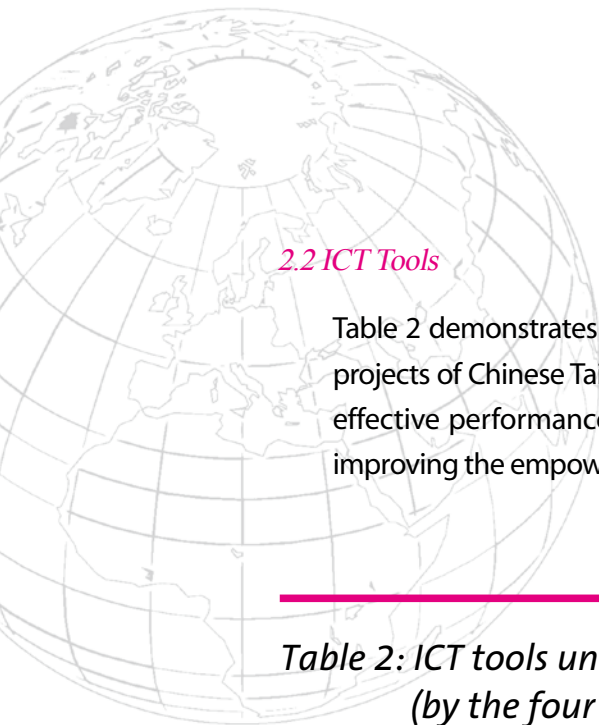 2.2 ICT Tools
Table 2 demonstrates
projects of Chinese Tai
effective performance
improving the empow
Table 2: ICT tools un
(by the four